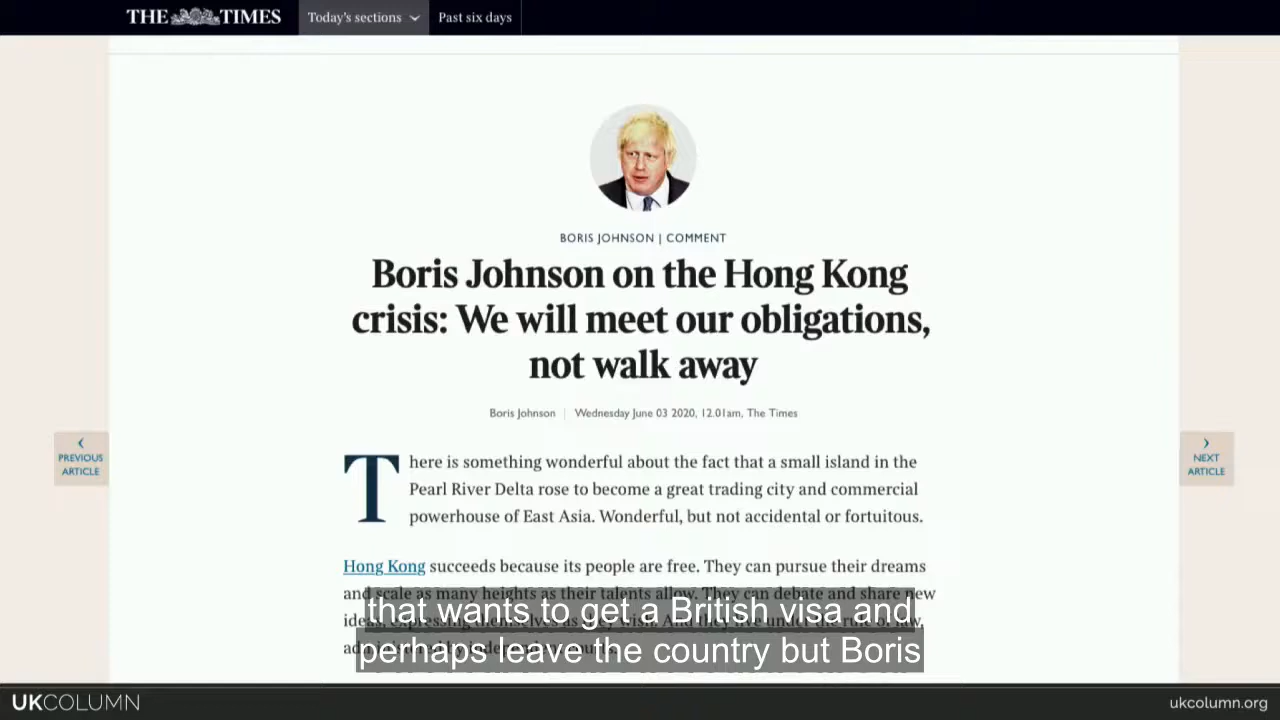 THE TIMES
Today's sections
Past six days
BORIS JOHNSON | COMMENT
Boris Johnson on the Hong Kong
crisis: We will meet our obligations,
not walk away
Boris Johnson | Wednesday June 03 2020, 12.01am, The Times
PREVIOUS
ARTICLE
NEXT
ARTICLE
There is something wonderful about the fact that a small island in the
Pearl River Delta rose to become a great trading city and commercial
powerhouse of East Asia. Wonderful, but not accidental or fortuitous.
Hong Kong succeeds because its people are free. They can pursue their dreams
and scale as many heights as their talents allow. They can debate and share new
that wants to get a British visa and
perhaps leave the country but Boris
UKCOLUMN
ukcolumn.org